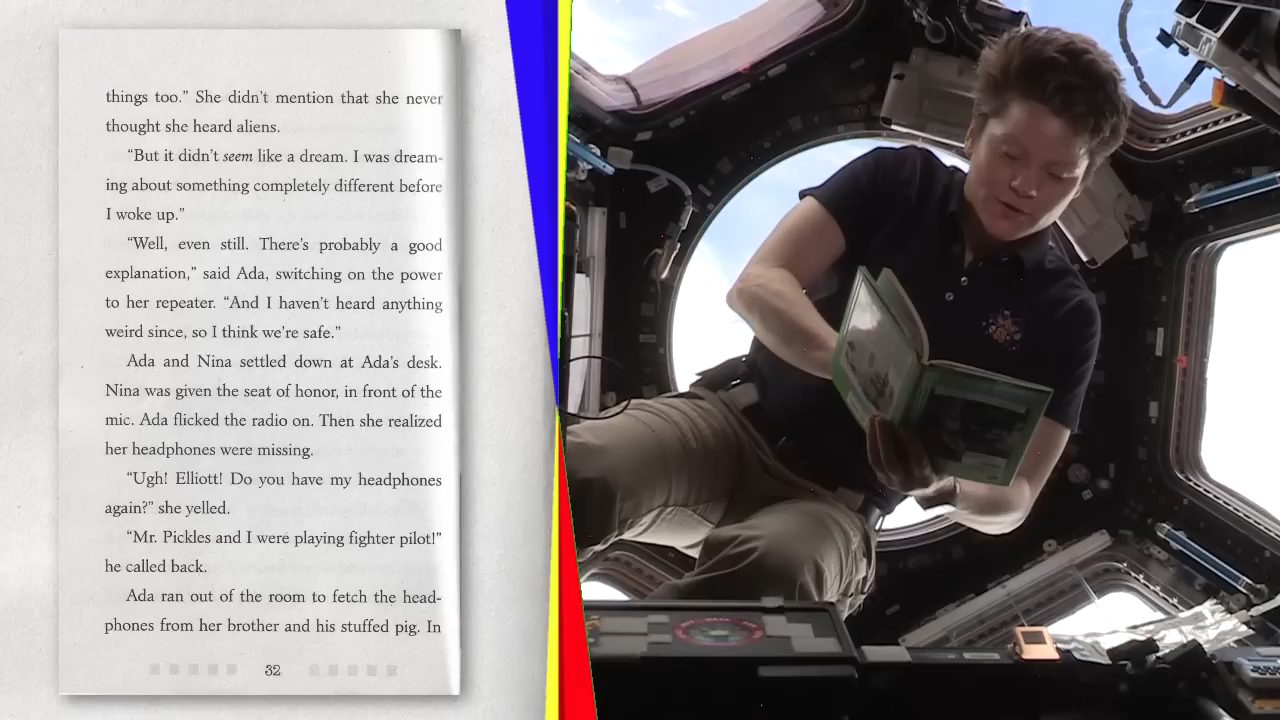 things too.” She didn’t mention that she never
thought she heard aliens.
“But it didn’t seem like a dream. I was dream-
ing about something completely different before
I woke up.”
“Well, even still. There’s probably a good
explanation,” said Ada, switching on the power
to her repeater. “And I haven’t heard anything
weird since, so I think we’re safe.”
Ada and Nina settled down at Ada’s desk.
Nina was given the seat of honor, in front of the
mic. Ada flicked the radio on. Then she realized
her headphones were missing.
“Ugh! Elliott! Do you have my headphones
again?” she yelled.
“Mr. Pickles and I were playing fighter pilot!”
he called back.
Ada ran out of the room to fetch the head-
phones from her brother and his stuffed pig. In
32